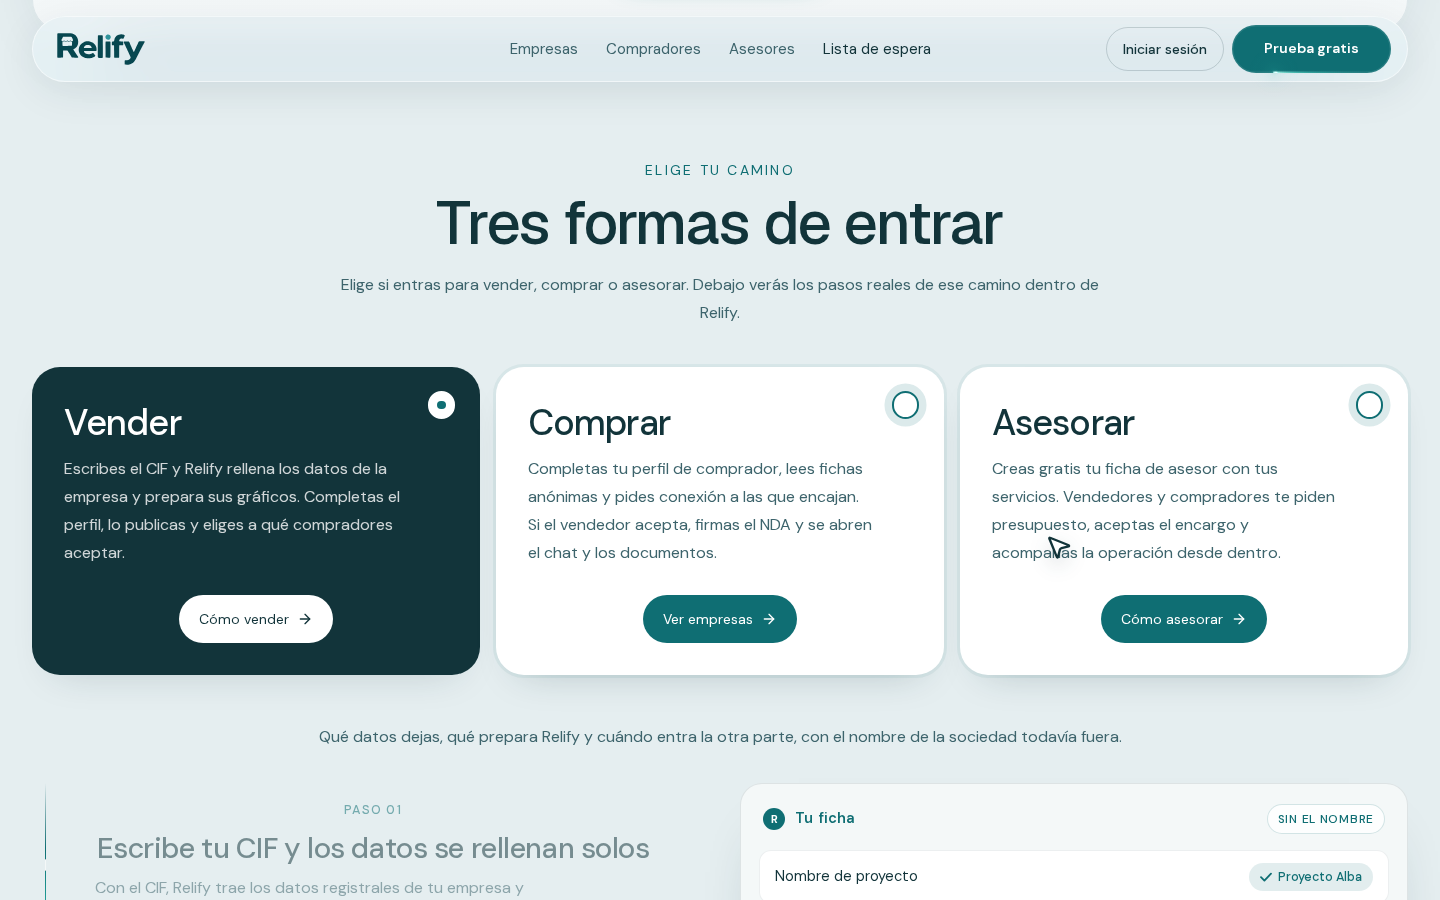 Relify
Empresas
Compradores
Asesores
Lista de espera
Iniciar sesión
Prueba gratis
ELIGE TU CAMINO
Tres formas de entrar
Elige si entras para vender, comprar o asesorar. Debajo verás los pasos reales de ese camino dentro de
Relify.
Vender
Escribes el CIF y Relify rellena los datos de la
empresa y prepara sus gráficos. Completas el
perfil, lo publicas y eliges a qué compradores
aceptar.
Cómo vender
Comprar
Completas tu perfil de comprador, lees fichas
anónimas y pides conexión a las que encajan.
Si el vendedor acepta, firmas el NDA y se abren
el chat y los documentos.
Ver empresas
Asesorar
Creas gratis tu ficha de asesor con tus
servicios. Vendedores y compradores te piden
presupuesto, aceptas el encargo y
acompañas la operación desde dentro.
Cómo asesorar
Qué datos dejas, qué prepara Relify y cuándo entra la otra parte, con el nombre de la sociedad todavía fuera.
PASO 01
Escribe tu CIF y los datos se rellenan solos
Con el CIF, Relify trae los datos registrales de tu empresa y
R
Tu ficha
SIN EL NOMBRE
Nombre de proyecto
Proyecto Alba